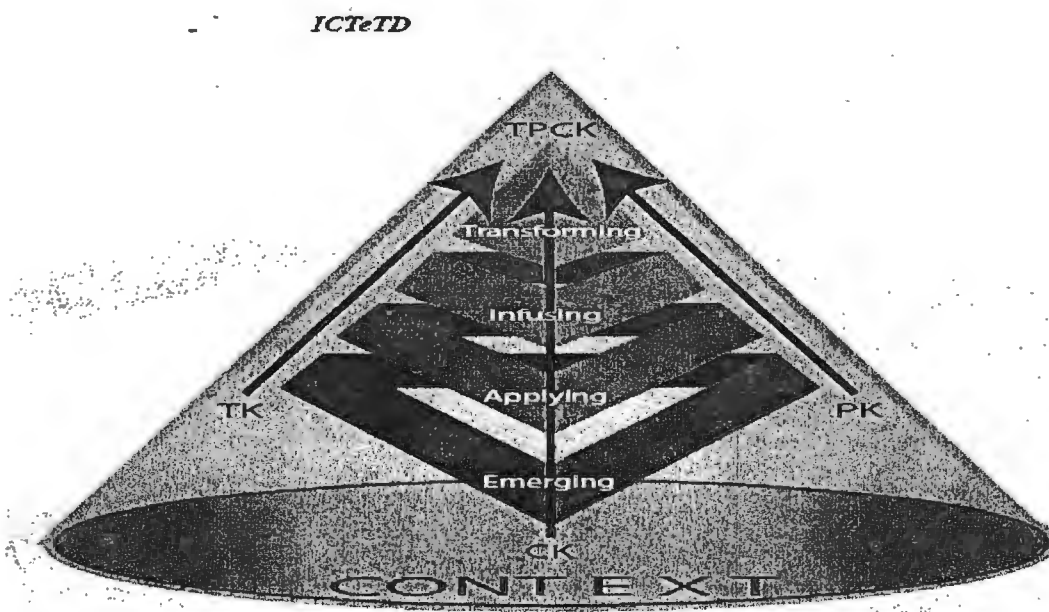 ICTeTD
TPCK
Transforming
Infusing
TK
Applying
PK
Emerging
CK
CONTEXT